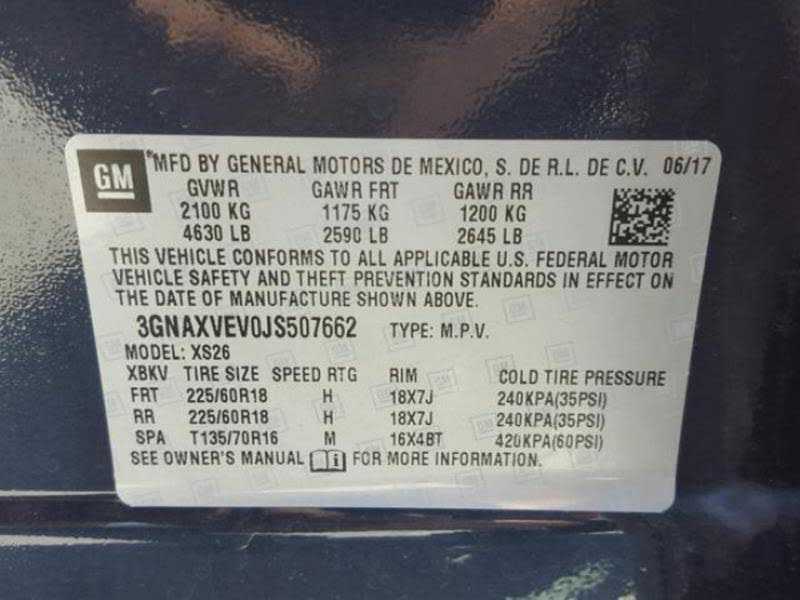 GM
®MFD BY GENERAL MOTORS DE MEXICO, S. DE R.L. DE C.V. 06/17
GVWR GAWR FRT GAWR RR
2100 KG 1175 KG 1200 KG
4630 LB 2590 LB 2645 LB
THIS VEHICLE CONFORMS TO ALL APPLICABLE U.S. FEDERAL MOTOR
VEHICLE SAFETY AND THEFT PREVENTION STANDARDS IN EFFECT ON
THE DATE OF MANUFACTURE SHOWN ABOVE.
3GNAXVEV0JS507662 TYPE: M.P.V.
MODEL: XS26
XBKV TIRE SIZE SPEED RTG RIM COLD TIRE PRESSURE
FRT 225/60R18 H 18X7J 240KPA(35PSI)
RR 225/60R18 H 18X7J 240KPA(35PSI)
SPA T135/70R16 M 16X4BT 420KPA(60PSI)
SEE OWNER'S MANUAL FOR MORE INFORMATION.